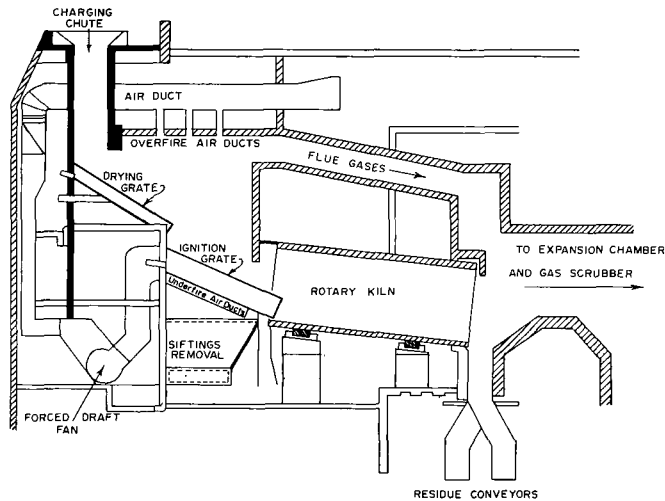 CHARGING
CHUTE
AIR DUCT
OVERFIRE AIR DUCTS
FLUE GASES
DRYING
GRATE
IGNITION
GRATE
TO EXPANSION CHAMBER
AND GAS SCRUBBER
Underfire Air Ducts
ROTARY KILN
SIFTINGS
REMOVAL
FORCED DRAFT
FAN
RESIDUE CONVEYORS